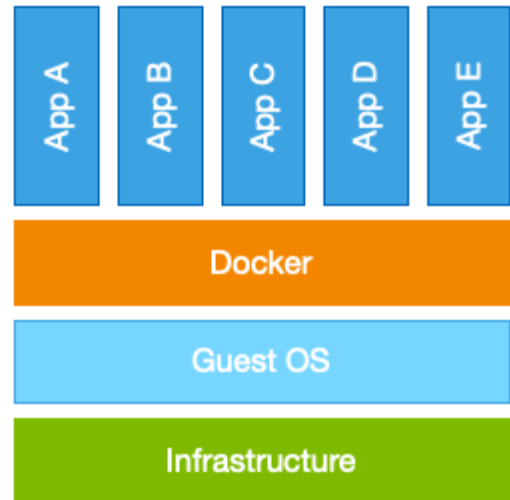 App A
App B
App C
App D
App E
Docker
Guest OS
Infrastructure